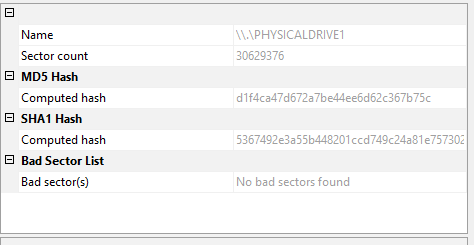 Name \\.\PHYSICALDRIVE1
Sector count 30629376
MD5 Hash
Computed hash d1f4ca47d672a7be44ee6d62c367b75c
SHA1 Hash
Computed hash 5367492e3a55b448201ccd749c24a81e757302
Bad Sector List
Bad sector(s) No bad sectors found